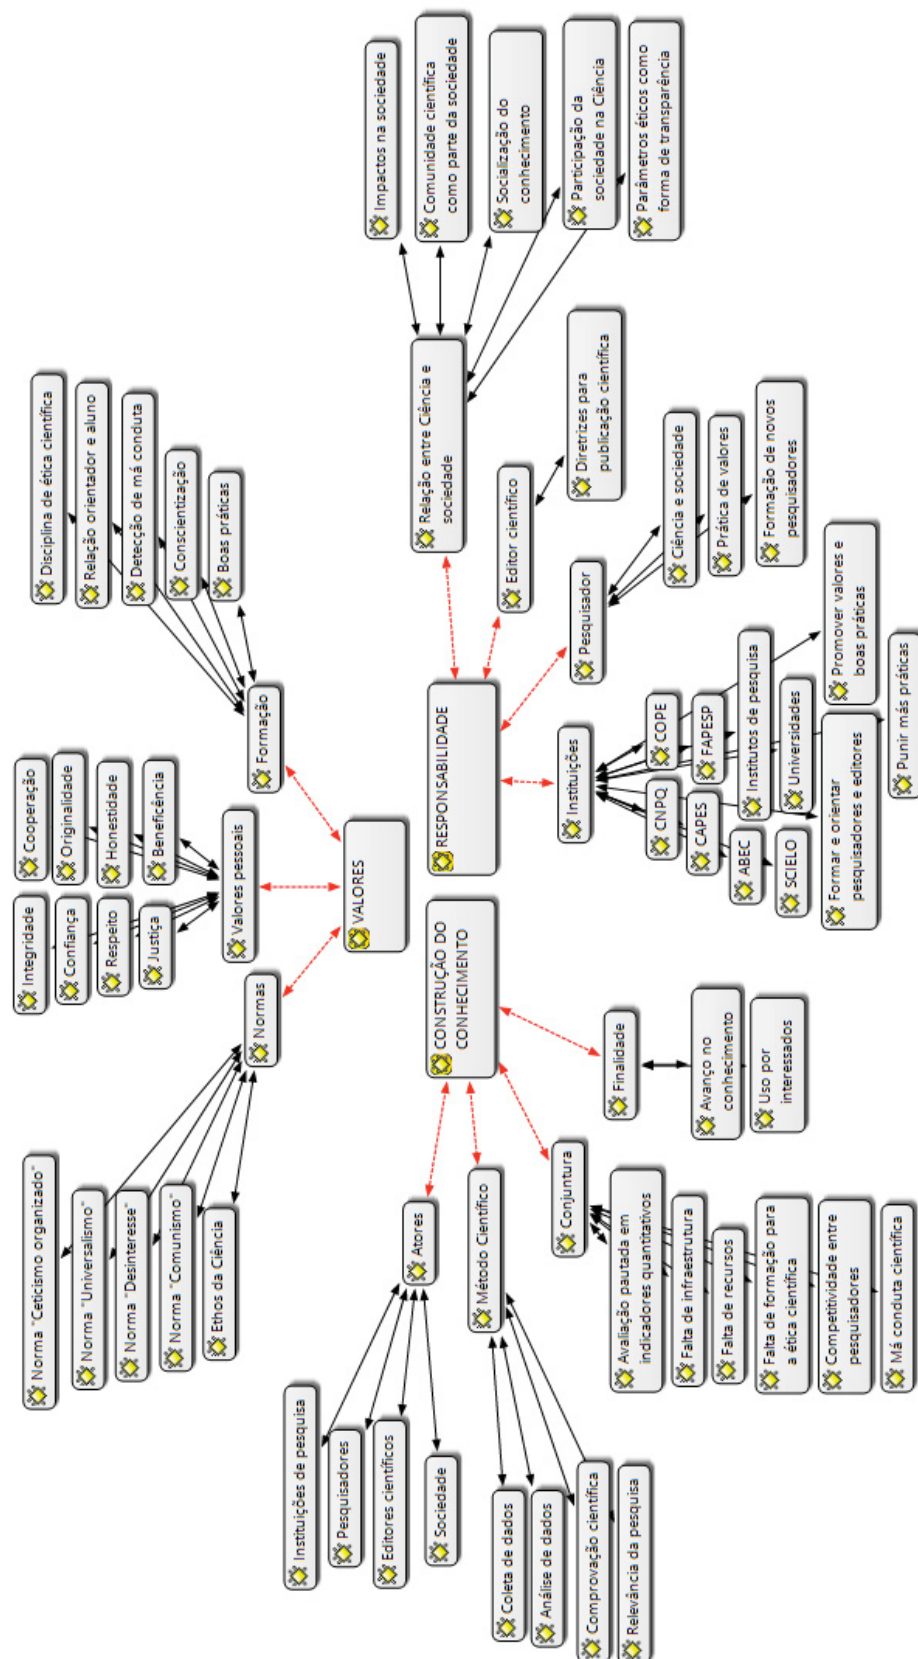 Norma "Ceticismo organizado"
Norma "Universalismo"
Norma "Desinteresse"
Norma "Comunismo"
Ethos da Ciência
Normas
Integridade
Confiança
Respeito
Justiça
Cooperação
Originalidade
Honestidade
Beneficência
Valores pessoais
Disciplina de ética científica
Relação orientador e aluno
Detecção de má conduta
Conscientização
Boas práticas
Formação
VALORES
Instituições de pesquisa
Pesquisadores
Editores científicos
Sociedade
Atores
Coleta de dados
Análise de dados
Comprovação científica
Relevância da pesquisa
Método Científico
CONSTRUÇÃO DO
CONHECIMENTO
Conjuntura
Avaliação pautada em
indicadores quantitativos
Falta de infraestrutura
Falta de recursos
Falta de formação para
a ética científica
Competitividade entre
pesquisadores
Má conduta científica
Finalidade
Avanço no
conhecimento
Uso por
interessados
RESPONSABILIDADE
Instituições
CNPQ
COPE
CAPES
FAPESP
ABEC
Institutos de pesquisa
SCIELO
Universidades
Formar e orientar
pesquisadores e editores
Promover valores e
boas práticas
Punir más práticas
Pesquisador
Ciência e sociedade
Prática de valores
Formação de novos
pesquisadores
Editor científico
Diretrizes para
publicação científica
Relação entre Ciência e
sociedade
Impactos na sociedade
Comunidade científica
como parte da sociedade
Socialização do
conhecimento
Participação da
sociedade na Ciência
Parâmetros éticos como
forma de transparência